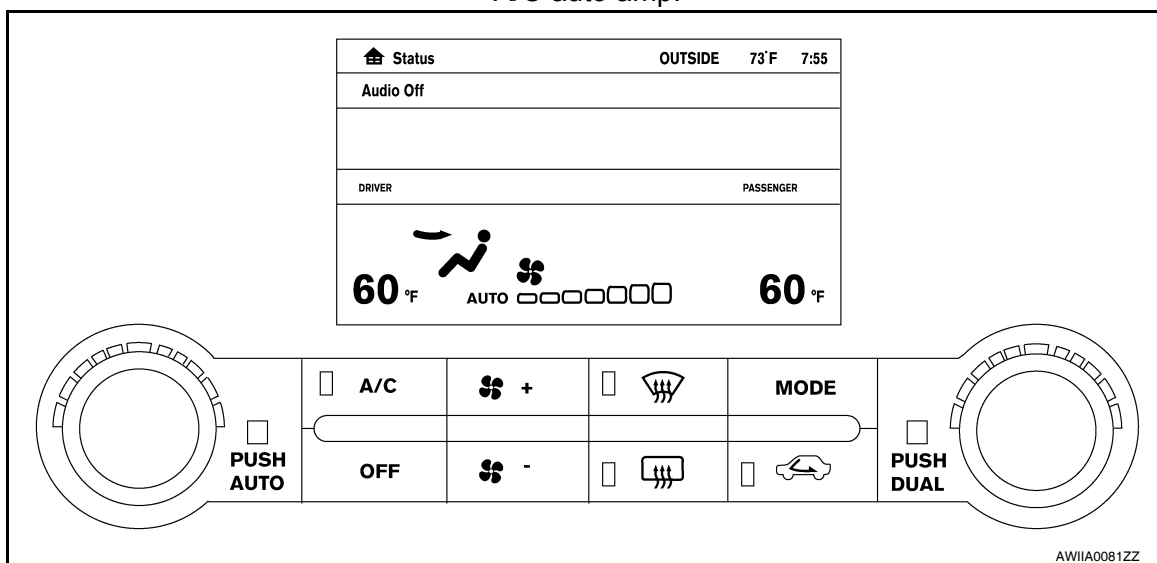 A/C auto amp.
Status OUTSIDE 73°F 7:55
Audio Off
DRIVER PASSENGER
60 °F AUTO 60 °F
A/C + MODE
PUSH AUTO OFF - PUSH DUAL
AWIIA0081ZZ